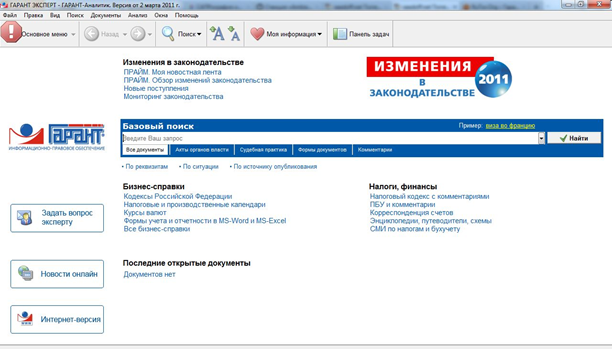 ГАРАНТ ЭКСПЕРТ - ГАРАНТ-Аналитик. Версия от 2 марта 2011 г.
Файл Правка Вид Поиск Документы Анализ Окна Помощь
Основное меню Назад Поиск Моя информация Панель задач
Изменения в законодательстве
ПРАЙМ. Моя новостная лента
ПРАЙМ. Обзор изменений законодательства
Новые поступления
Мониторинг законодательства
ИЗМЕНЕНИЯ
В
ЗАКОНОДАТЕЛЬСТВЕ
2011
ГАРАНТ
ИНФОРМАЦИОННО-ПРАВОВОЕ ОБЕСПЕЧЕНИЕ
Базовый поиск Пример: виза во францию
Введите Ваш запрос Найти
Все документы Акты органов власти Судебная практика Формы документов Комментарии
• По реквизитам • По ситуации • По источнику опубликования
Бизнес-справки
Кодексы Российской Федерации
Налоговые и производственные календари
Курсы валют
Формы учета и отчетности в MS-Word и MS-Excel
Все бизнес-справки
Налоги, финансы
Налоговый кодекс с комментариями
ПБУ и комментарии
Корреспонденция счетов
Энциклопедии, путеводители, схемы
СМИ по налогам и бухучету
Задать вопрос
эксперту
Последние открытые документы
Документов нет
Новости онлайн
Интернет-версия